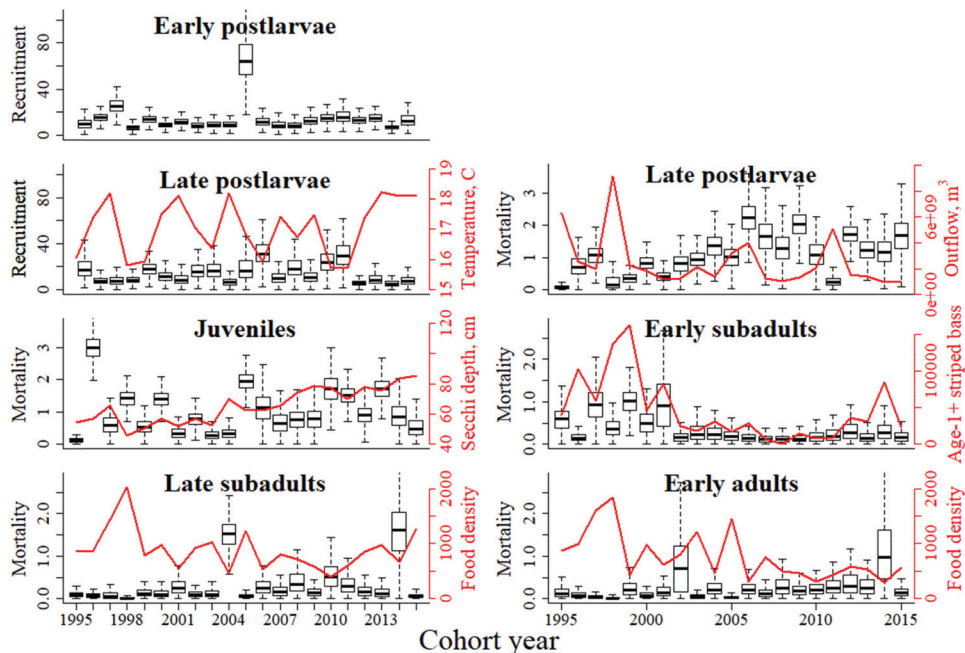 Early postlarvae
Recruitment
0 40 80
Late postlarvae
Recruitment
0 20 40 80
Temperature, C
15 16 17 18 19
Late postlarvae
Mortality
0 1 2 3
Outflow, m³
0e+00 6e+09
Juveniles
Mortality
0 1 2 3
Secchi depth, cm
40 60 80 120
Early subadults
Mortality
0.0 1.0 2.0
Age-1+ striped bass
0 100000
Late subadults
Mortality
0.0 1.0 2.0
Food density
0 500 1000 2000
1995 1998 2001 2004 2007 2010 2013
Early adults
Mortality
0.0 1.0 2.0
Food density
0 500 1000 2000
1995 2000 2005 2010 2015
Cohort year